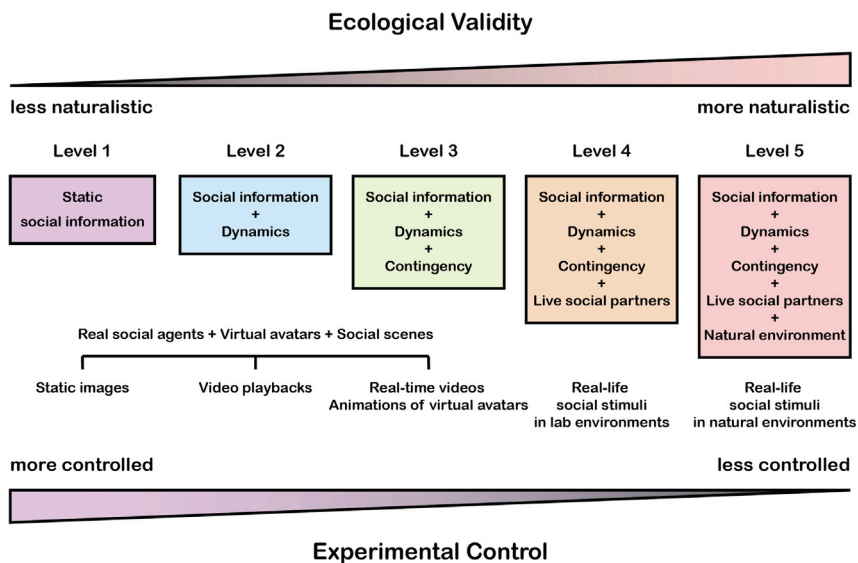 Ecological Validity
less naturalistic
more naturalistic
Level 1
Level 2
Level 3
Level 4
Level 5
Static
social information
Social information
+
Dynamics
Social information
+
Dynamics
+
Contingency
Social information
+
Dynamics
+
Contingency
+
Live social partners
Social information
+
Dynamics
+
Contingency
+
Live social partners
+
Natural environment
Real social agents + Virtual avatars + Social scenes
Static images
Video playbacks
Real-time videos
Animations of virtual avatars
Real-life
social stimuli
in lab environments
Real-life
social stimuli
in natural environments
more controlled
less controlled
Experimental Control